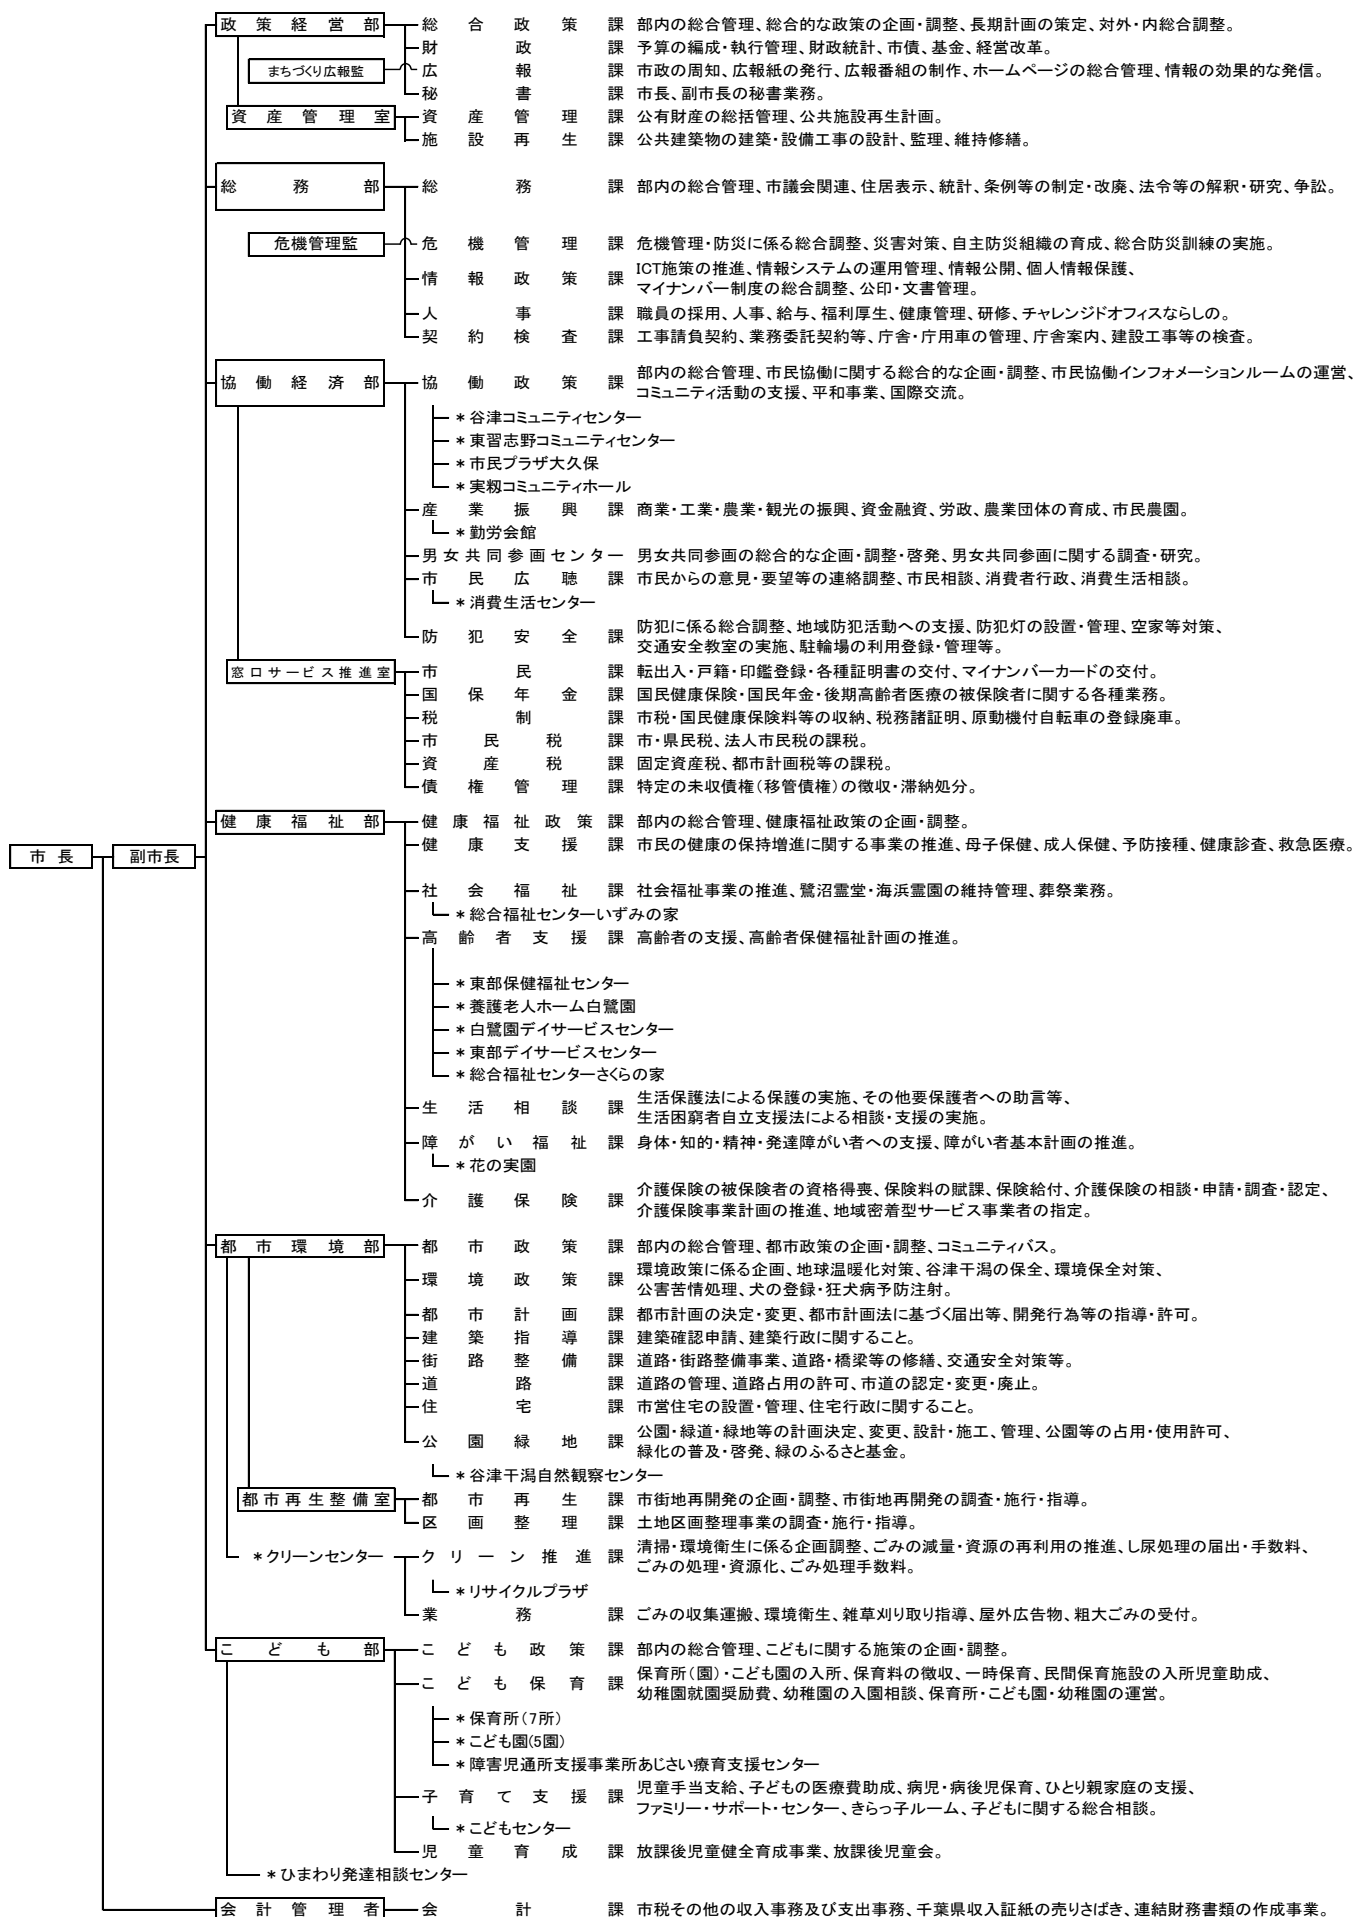 政策経営部 総合政策課 部内の総合管理、総合的な政策の企画・調整、長期計画の策定、対外・内総合調整。
財政課 予算の編成・執行管理、財政統計、市債、基金、経営改革。
まちづくり広報監 広報課 市政の周知、広報紙の発行、広報番組の制作、ホームページの総合管理、情報の効果的な発信。
秘書課 市長、副市長の秘書業務。
資産管理室 資産管理課 公有財産の総括管理、公共施設再生計画。
施設再生課 公共建築物の建築・設備工事の設計、監理、維持修繕。
総務部 総務課 部内の総合管理、市議会関連、住居表示、統計、条例等の制定・改廃、法令等の解釈・研究、争訟。
危機管理監 危機管理課 危機管理・防災に係る総合調整、災害対策、自主防災組織の育成、総合防災訓練の実施。
情報政策課 ICT施策の推進、情報システムの運用管理、情報公開、個人情報保護、
マイナンバー制度の総合調整、公印・文書管理。
人事課 職員の採用、人事、給与、福利厚生、健康管理、研修、チャレンジドオフィスならしの。
契約検査課 工事請負契約、業務委託契約等、庁舎・庁用車の管理、庁舎案内、建設工事等の検査。
協働経済部 協働政策課 部内の総合管理、市民協働に関する総合的な企画・調整、市民協働インフォメーションルームの運営、
コミュニティ活動の支援、平和事業、国際交流。
＊谷津コミュニティセンター
＊東習志野コミュニティセンター
＊市民プラザ大久保
＊実籾コミュニティホール
産業振興課 商業・工業・農業・観光の振興、資金融資、労政、農業団体の育成、市民農園。
＊勤労会館
男女共同参画センター 男女共同参画の総合的な企画・調整・啓発、男女共同参画に関する調査・研究。
市民広聴課 市民からの意見・要望等の連絡調整、市民相談、消費者行政、消費生活相談。
＊消費生活センター
防犯安全課 防犯に係る総合調整、地域防犯活動への支援、防犯灯の設置・管理、空家等対策、
交通安全教室の実施、駐輪場の利用登録・管理等。
窓口サービス推進室 市民課 転出入・戸籍・印鑑登録・各種証明書の交付、マイナンバーカードの交付。
国保年金課 国民健康保険・国民年金・後期高齢者医療の被保険者に関する各種業務。
税制課 市税・国民健康保険料等の収納、税務諸証明、原動機付自転車の登録廃車。
市民税課 市・県民税、法人市民税の課税。
資産税課 固定資産税、都市計画税等の課税。
債権管理課 特定の未収債権（移管債権）の徴収・滞納処分。
健康福祉部 健康福祉政策課 部内の総合管理、健康福祉政策の企画・調整。
市長 副市長 健康支援課 市民の健康の保持増進に関する事業の推進、母子保健、成人保健、予防接種、健康診査、救急医療。
社会福祉課 社会福祉事業の推進、鷺沼霊堂・海浜霊園の維持管理、葬祭業務。
＊総合福祉センターいずみの家
高齢者支援課 高齢者の支援、高齢者保健福祉計画の推進。
＊東部保健福祉センター
＊養護老人ホーム白鷺園
＊白鷺園デイサービスセンター
＊東部デイサービスセンター
＊総合福祉センターさくらの家
生活相談課 生活保護法による保護の実施、その他要保護者への助言等、
生活困窮者自立支援法による相談・支援の実施。
障がい福祉課 身体・知的・精神・発達障がい者への支援、障がい者基本計画の推進。
＊花の実園
介護保険課 介護保険の被保険者の資格得喪、保険料の賦課、保険給付、介護保険の相談・申請・調査・認定、
介護保険事業計画の推進、地域密着型サービス事業者の指定。
都市環境部 都市政策課 部内の総合管理、都市政策の企画・調整、コミュニティバス。
環境政策課 環境政策に係る企画、地球温暖化対策、谷津干潟の保全、環境保全対策、
公害苦情処理、犬の登録・狂犬病予防注射。
都市計画課 都市計画の決定・変更、都市計画法に基づく届出等、開発行為等の指導・許可。
建築指導課 建築確認申請、建築行政に関すること。
街路整備課 道路・街路整備事業、道路・橋梁等の修繕、交通安全対策等。
道路課 道路の管理、道路占用の許可、市道の認定・変更・廃止。
住宅課 市営住宅の設置・管理、住宅行政に関すること。
公園緑地課 公園・緑道・緑地等の計画決定、変更、設計・施工、管理、公園等の占用・使用許可、
緑化の普及・啓発、緑のふるさと基金。
＊谷津干潟自然観察センター
都市再生整備室 都市再生課 市街地再開発の企画・調整、市街地再開発の調査・施行・指導。
区画整理課 土地区画整理事業の調査・施行・指導。
＊クリーンセンター クリーン推進課 清掃・環境衛生に係る企画調整、ごみの減量・資源の再利用の推進、し尿処理の届出・手数料、
ごみの処理・資源化、ごみ処理手数料。
＊リサイクルプラザ
業務課 ごみの収集運搬、環境衛生、雑草刈り取り指導、屋外広告物、粗大ごみの受付。
こども部 こども政策課 部内の総合管理、こどもに関する施策の企画・調整。
こども保育課 保育所（園）・こども園の入所、保育料の徴収、一時保育、民間保育施設の入所児童助成、
幼稚園就園奨励費、幼稚園の入園相談、保育所・こども園・幼稚園の運営。
＊保育所（7所）
＊こども園(5園)
＊障害児通所支援事業所あじさい療育支援センター
子育て支援課 児童手当支給、子どもの医療費助成、病児・病後児保育、ひとり親家庭の支援、
ファミリー・サポート・センター、きらっ子ルーム、子どもに関する総合相談。
＊こどもセンター
児童育成課 放課後児童健全育成事業、放課後児童会。
＊ひまわり発達相談センター
会計管理者 会計課 市税その他の収入事務及び支出事務、千葉県収入証紙の売りさばき、連結財務書類の作成事業。